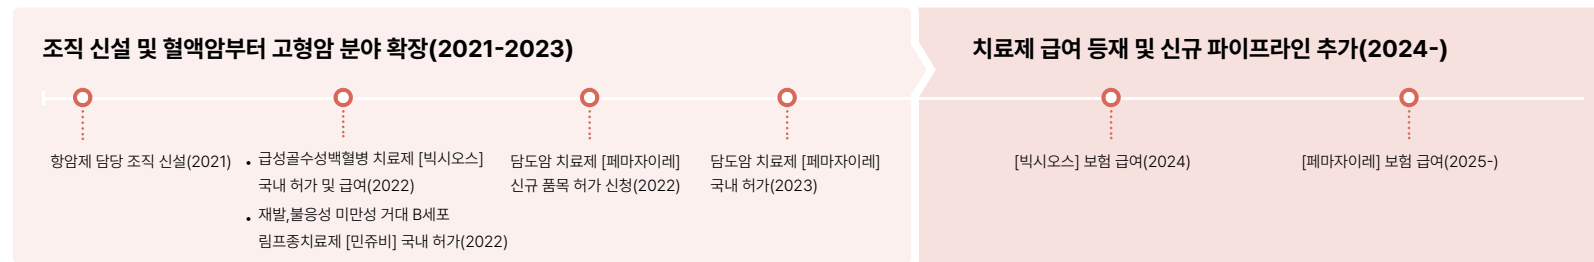 조직 신설 및 혈액암부터 고형암 분야 확장(2021-2023)
항암제 담당 조직 신설(2021)
• 급성골수성백혈병 치료제 [빅시오스]
국내 허가 및 급여(2022)
• 재발,불응성 미만성 거대 B세포
림프종치료제 [민쥬비] 국내 허가(2022)
담도암 치료제 [페마자이레]
신규 품목 허가 신청(2022)
담도암 치료제 [페마자이레]
국내 허가(2023)
치료제 급여 등재 및 신규 파이프라인 추가(2024-)
[빅시오스] 보험 급여(2024)
[페마자이레] 보험 급여(2025-)